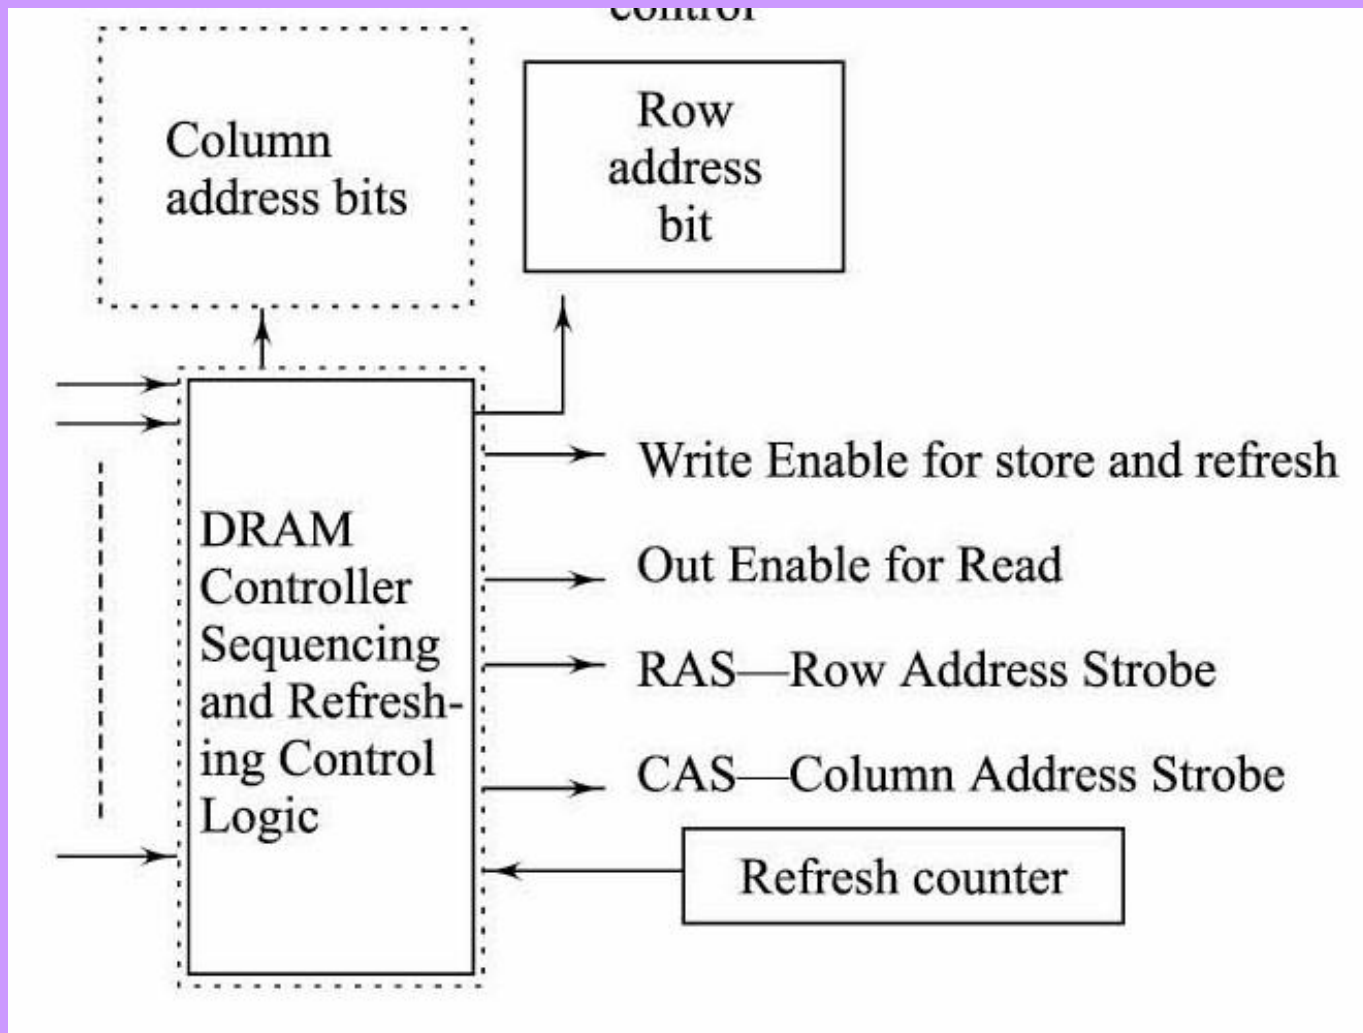 control
Column
address bits
Row
address
bit
DRAM
Controller
Sequencing
and Refresh-
ing Control
Logic
Write Enable for store and refresh
Out Enable for Read
RAS—Row Address Strobe
CAS—Column Address Strobe
Refresh counter